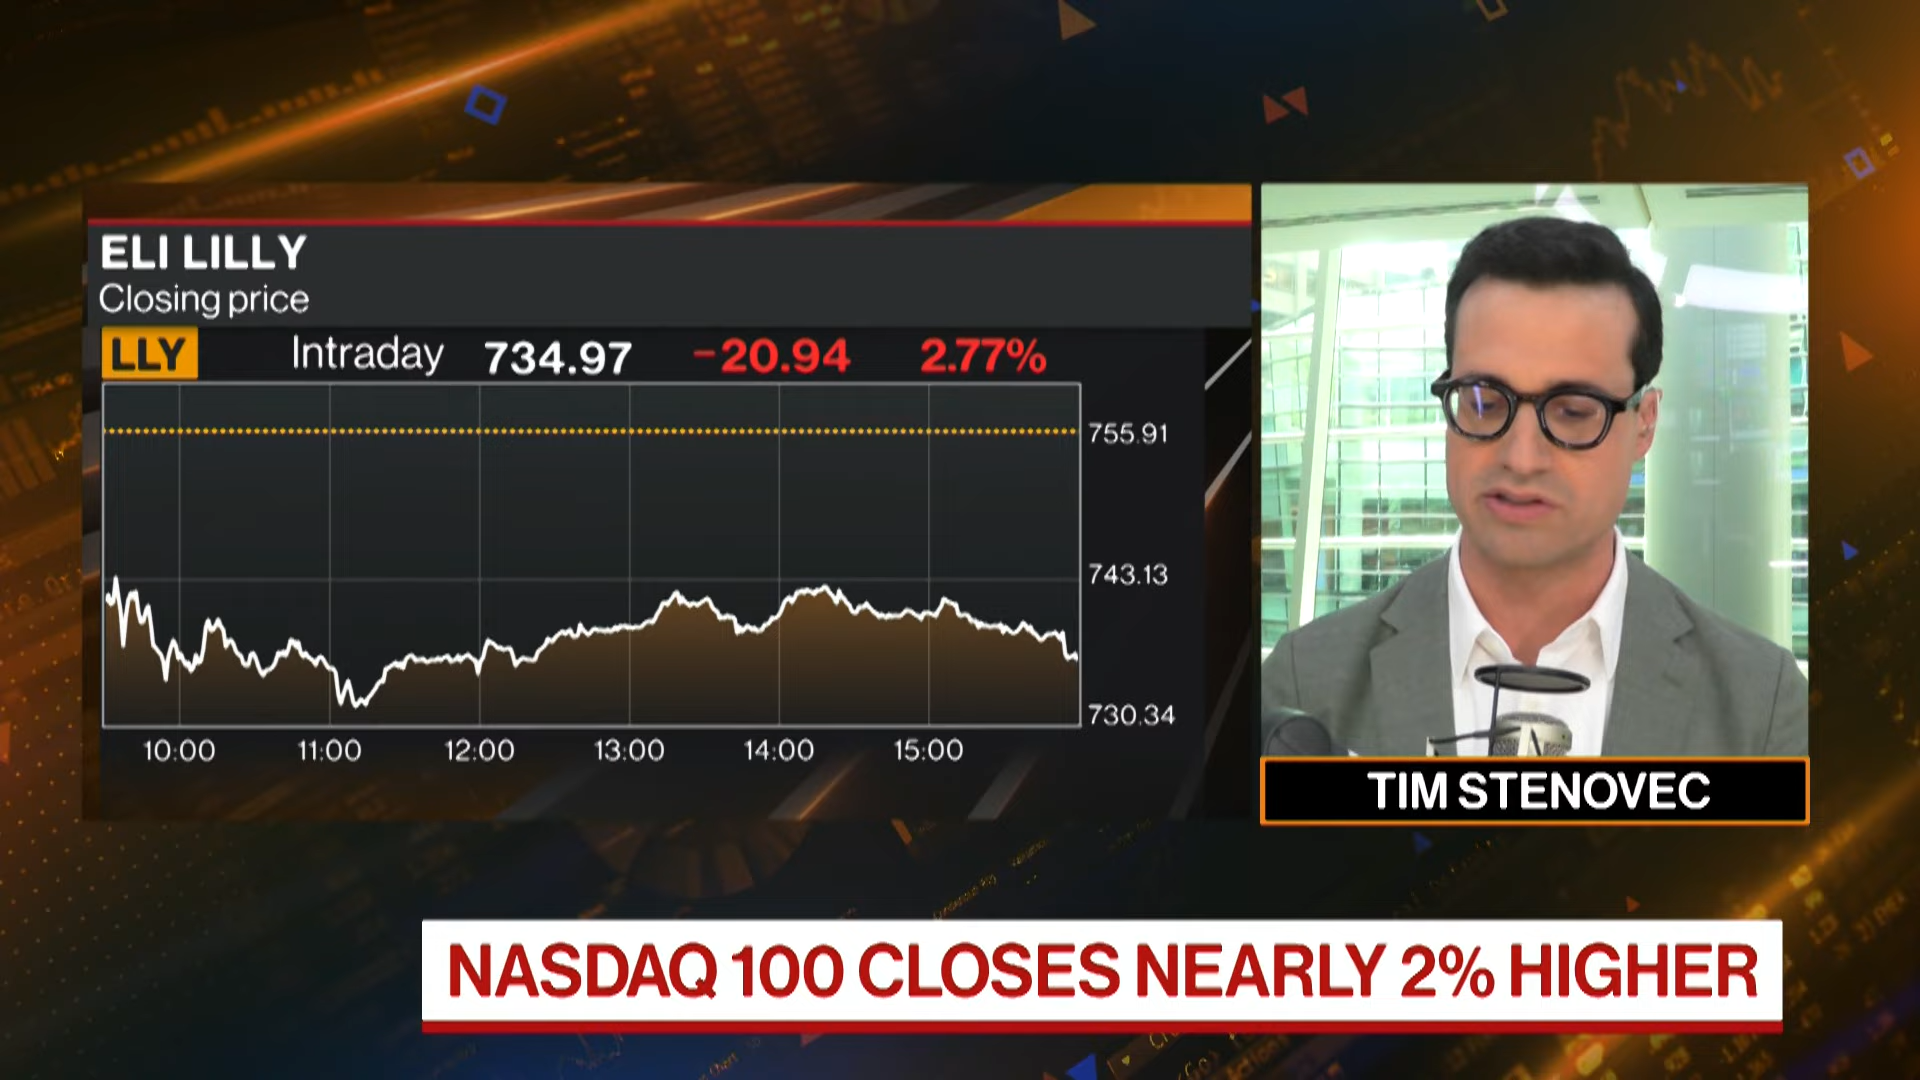 ELI LILLY
Closing price
LLY Intraday 734.97 -20.94 2.77%
755.91
743.13
730.34
10:00 11:00 12:00 13:00 14:00 15:00
TIM STENOVEC
NASDAQ 100 CLOSES NEARLY 2% HIGHER